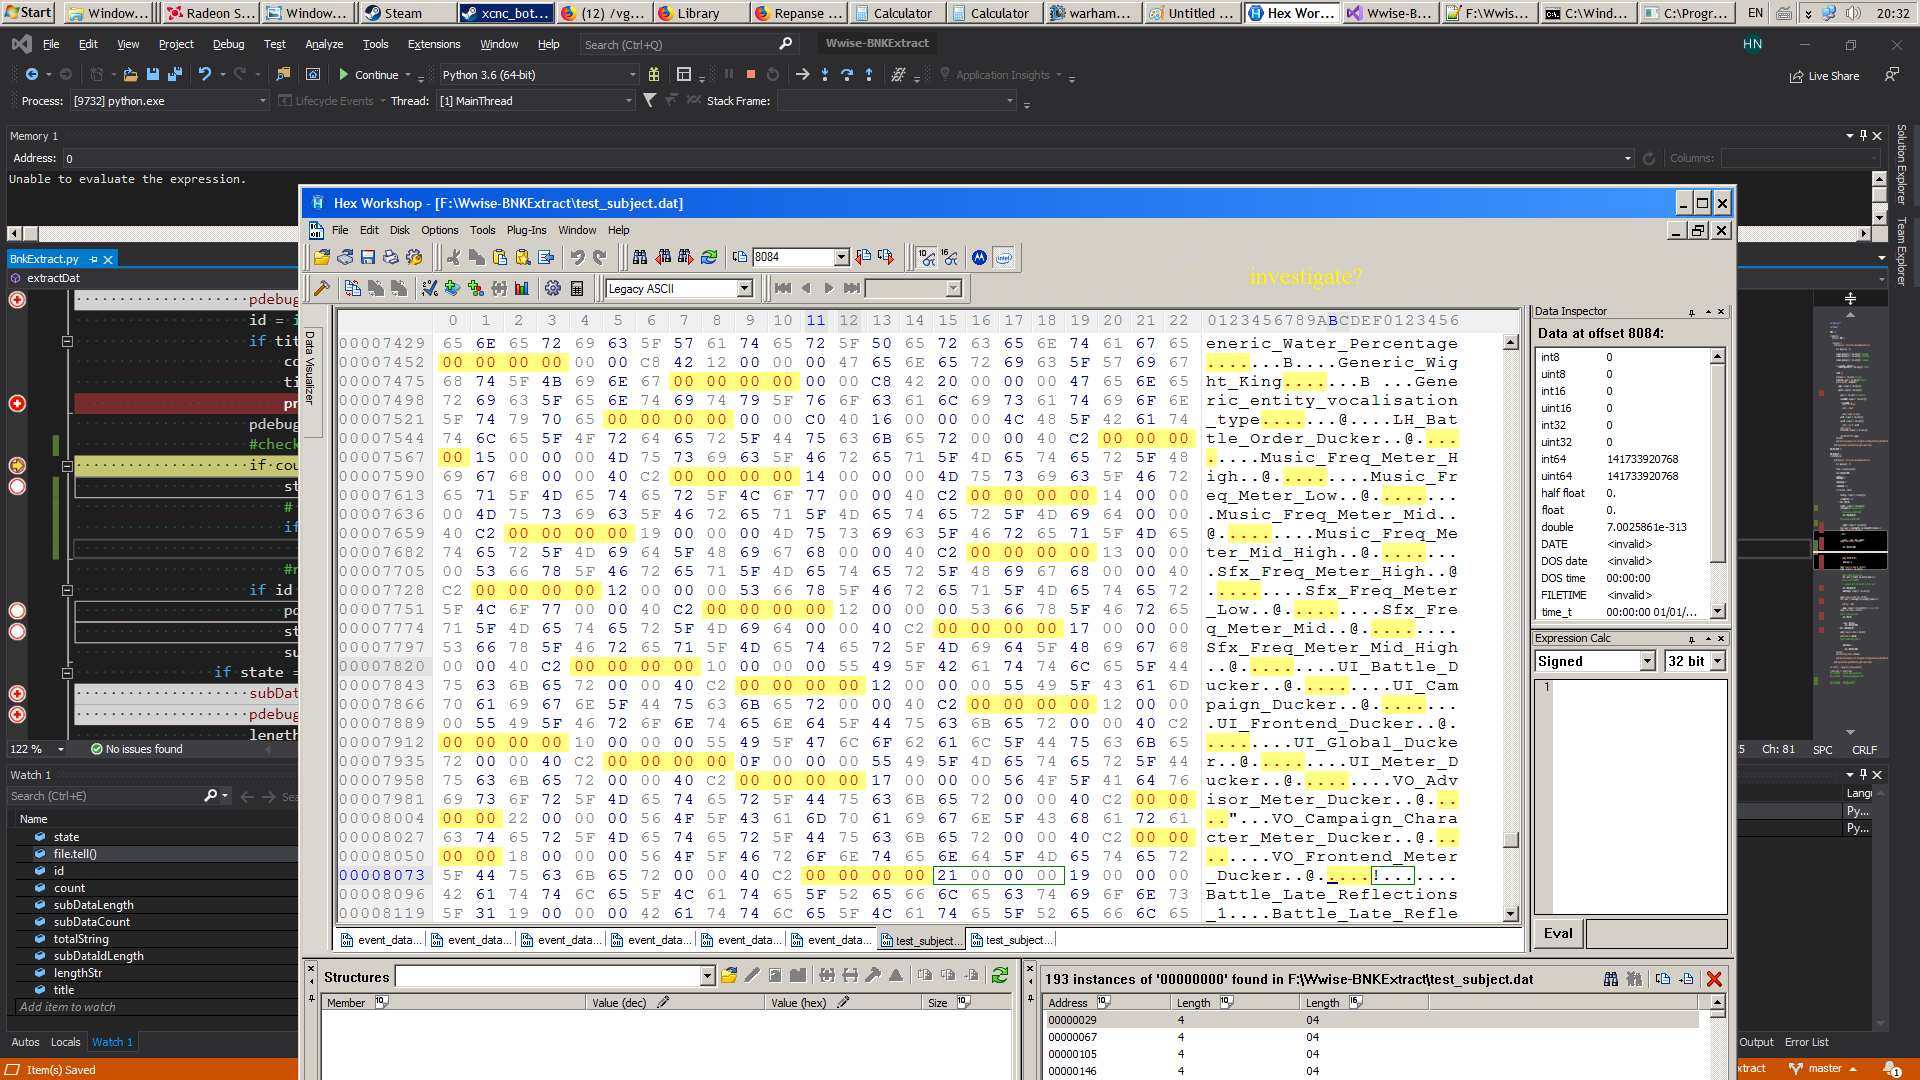 Start Window... Radeon S... Window... Steam xcnc_bot... (12) /vg... Library Repanse ... Calculator Calculator warham... Untitled ... Hex Wor... Wwise-B... F:\Wwis... C:\Wind... C:\Progr... EN » 20:32
File Edit View Project Debug Test Analyze Tools Extensions Window Help Search (Ctrl+Q) Wwise-BNKExtract HN
Continue Python 3.6 (64-bit) Application Insights Live Share
Process: [9732] python.exe Lifecycle Events Thread: [1] MainThread Stack Frame:
Memory 1
Address: 0 Columns:
Unable to evaluate the expression.
Solution Explorer
Team Explorer
BnkExtract.py
extractDat
pdebug
id = i
if tit
co
ti
pr
pdebug
#check
if cou
st
#
if
#r
if id
pd
st
su
if state =
subDat
pdebug
length
122 % No issues found Ch: 81 SPC CRLF
Hex Workshop - [F:\Wwise-BNKExtract\test_subject.dat]
File Edit Disk Options Tools Plug-Ins Window Help
8084
Legacy ASCII
investigate?
Data Visualizer
0 1 2 3 4 5 6 7 8 9 10 11 12 13 14 15 16 17 18 19 20 21 22 0123456789ABCDEF0123456
00007429 65 6E 65 72 69 63 5F 57 61 74 65 72 5F 50 65 72 63 65 6E 74 61 67 65 eneric_Water_Percentage
00007452 00 00 00 00 00 00 C8 42 12 00 00 00 47 65 6E 65 72 69 63 5F 57 69 67 .......B....Generic_Wig
00007475 68 74 5F 4B 69 6E 67 00 00 00 00 00 00 C8 42 20 00 00 00 47 65 6E 65 ht_King.......B ...Gene
00007498 72 69 63 5F 65 6E 74 69 74 79 5F 76 6F 63 61 6C 69 73 61 74 69 6F 6E ric_entity_vocalisation
00007521 5F 74 79 70 65 00 00 00 00 00 00 C0 40 16 00 00 00 4C 48 5F 42 61 74 _type.......@....LH_Bat
00007544 74 6C 65 5F 4F 72 64 65 72 5F 44 75 63 6B 65 72 00 00 40 C2 00 00 00 tle_Order_Ducker..@....
00007567 00 15 00 00 00 4D 75 73 69 63 5F 46 72 65 71 5F 4D 65 74 65 72 5F 48 .....Music_Freq_Meter_H
00007590 69 67 68 00 00 40 C2 00 00 00 00 14 00 00 00 4D 75 73 69 63 5F 46 72 igh..@.........Music_Fr
00007613 65 71 5F 4D 65 74 65 72 5F 4C 6F 77 00 00 40 C2 00 00 00 00 14 00 00 eq_Meter_Low..@........
00007636 00 4D 75 73 69 63 5F 46 72 65 71 5F 4D 65 74 65 72 5F 4D 69 64 00 00 .Music_Freq_Meter_Mid..
00007659 40 C2 00 00 00 00 19 00 00 00 4D 75 73 69 63 5F 46 72 65 71 5F 4D 65 @.........Music_Freq_Me
00007682 74 65 72 5F 4D 69 64 5F 48 69 67 68 00 00 40 C2 00 00 00 00 13 00 00 ter_Mid_High..@........
00007705 00 53 66 78 5F 46 72 65 71 5F 4D 65 74 65 72 5F 48 69 67 68 00 00 40 .Sfx_Freq_Meter_High..@
00007728 C2 00 00 00 00 12 00 00 00 53 66 78 5F 46 72 65 71 5F 4D 65 74 65 72 .........Sfx_Freq_Meter
00007751 5F 4C 6F 77 00 00 40 C2 00 00 00 00 12 00 00 00 53 66 78 5F 46 72 65 _Low..@.........Sfx_Fre
00007774 71 5F 4D 65 74 65 72 5F 4D 69 64 00 00 40 C2 00 00 00 00 17 00 00 00 q_Meter_Mid..@.........
00007797 53 66 78 5F 46 72 65 71 5F 4D 65 74 65 72 5F 4D 69 64 5F 48 69 67 68 Sfx_Freq_Meter_Mid_High
00007820 00 00 40 C2 00 00 00 00 10 00 00 00 55 49 5F 42 61 74 74 6C 65 5F 44 ..@.........UI_Battle_D
00007843 75 63 6B 65 72 00 00 40 C2 00 00 00 00 12 00 00 00 55 49 5F 43 61 6D ucker..@.........UI_Cam
00007866 70 61 69 67 6E 5F 44 75 63 6B 65 72 00 00 40 C2 00 00 00 00 12 00 00 paign_Ducker..@........
00007889 00 55 49 5F 46 72 6F 6E 74 65 6E 64 5F 44 75 63 6B 65 72 00 00 40 C2 .UI_Frontend_Ducker..@.
00007912 00 00 00 00 10 00 00 00 55 49 5F 47 6C 6F 62 61 6C 5F 44 75 63 6B 65 ........UI_Global_Ducke
00007935 72 00 00 40 C2 00 00 00 00 0F 00 00 00 55 49 5F 4D 65 74 65 72 5F 44 r..@.........UI_Meter_D
00007958 75 63 6B 65 72 00 00 40 C2 00 00 00 00 17 00 00 00 56 4F 5F 41 64 76 ucker..@.........VO_Adv
00007981 69 73 6F 72 5F 4D 65 74 65 72 5F 44 75 63 6B 65 72 00 00 40 C2 00 00 isor_Meter_Ducker..@...
00008004 00 00 22 00 00 00 56 4F 5F 43 61 6D 70 61 69 67 6E 5F 43 68 61 72 61 .."...VO_Campaign_Chara
00008027 63 74 65 72 5F 4D 65 74 65 72 5F 44 75 63 6B 65 72 00 00 40 C2 00 00 cter_Meter_Ducker..@...
00008050 00 00 18 00 00 00 56 4F 5F 46 72 6F 6E 74 65 6E 64 5F 4D 65 74 65 72 ......VO_Frontend_Meter
00008073 5F 44 75 63 6B 65 72 00 00 40 C2 00 00 00 00 21 00 00 00 19 00 00 00 _Ducker..@.....!.......
00008096 42 61 74 74 6C 65 5F 4C 61 74 65 5F 52 65 66 6C 65 63 74 69 6F 6E 73 Battle_Late_Reflections
00008119 5F 31 19 00 00 00 42 61 74 74 6C 65 5F 4C 61 74 65 5F 52 65 66 6C 65 _1....Battle_Late_Refle
event_data... event_data... event_data... event_data... event_data... event_data... test_subject... test_subject...
Data Inspector
Data at offset 8084:
int8 0
uint8 0
int16 0
uint16 0
int32 0
uint32 0
int64 141733920768
uint64 141733920768
half float 0.
float 0.
double 7.0025861e-313
DATE <invalid>
DOS date <invalid>
DOS time 00:00:00
FILETIME <invalid>
time_t 00:00:00 01/01/...
Expression Calc
Signed 32 bit
1
Eval
Structures
Member Value (dec) Value (hex) Size
193 instances of '00000000' found in F:\Wwise-BNKExtract\test_subject.dat
Address Length Length
00000029 4 04
00000067 4 04
00000105 4 04
00000146 4 04
Watch 1
Search (Ctrl+E) Sea
Name Langu
state Py...
file.tell() Py...
id
count
subDataLength
subDataCount
totalString
subDataIdLength
lengthStr
title
Add item to watch
Autos Locals Watch 1 Output Error List
Item(s) Saved xtract master 1